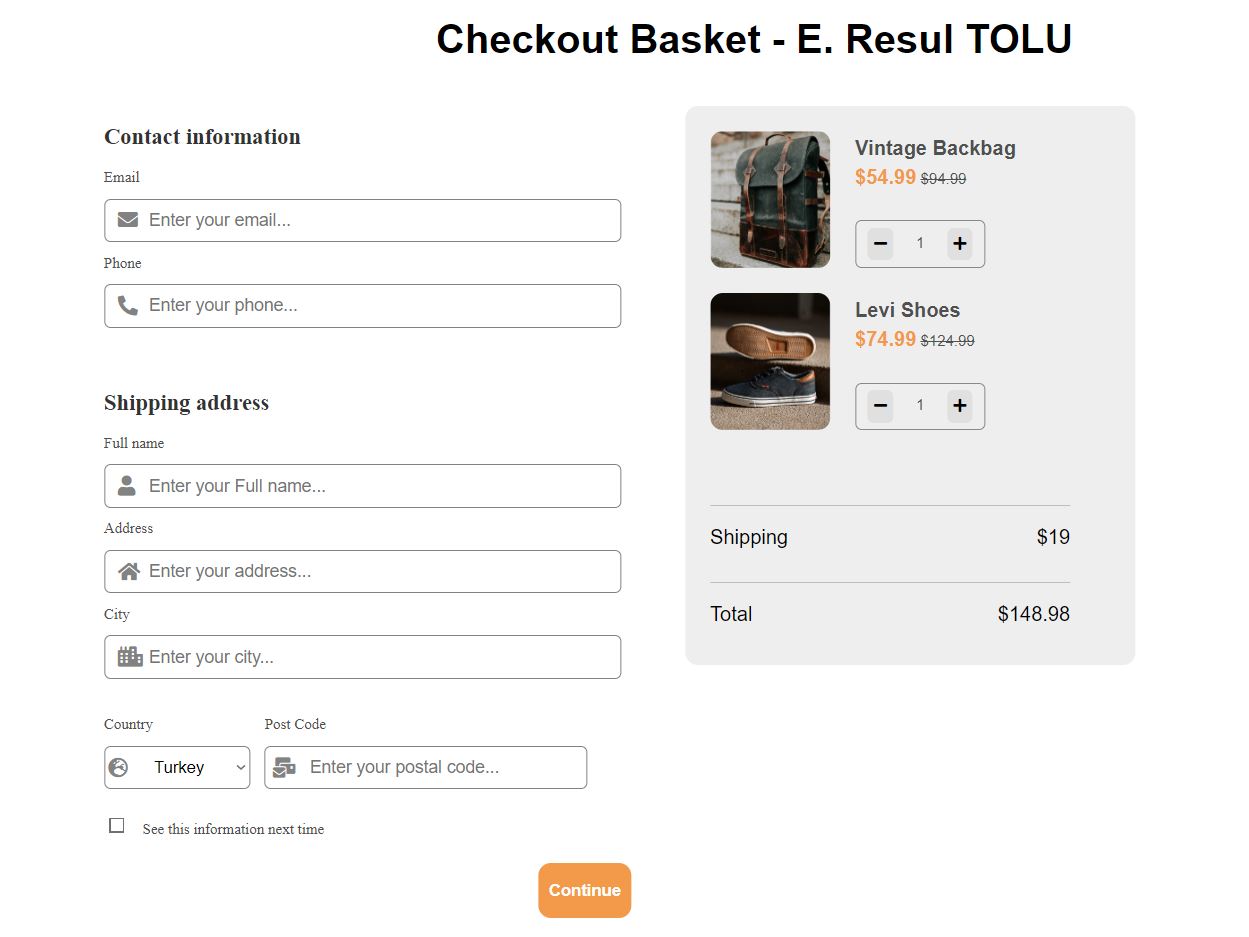 Checkout Basket - E. Resul TOLU
Contact information
Email
Enter your email...
Phone
Enter your phone...
Shipping address
Full name
Enter your Full name...
Address
Enter your address...
City
Enter your city...
Country
Post Code
Turkey
Enter your postal code...
See this information next time
Continue
Vintage Backbag
$54.99 $94.99
1
Levi Shoes
$74.99 $124.99
1
Shipping
$19
Total
$148.98